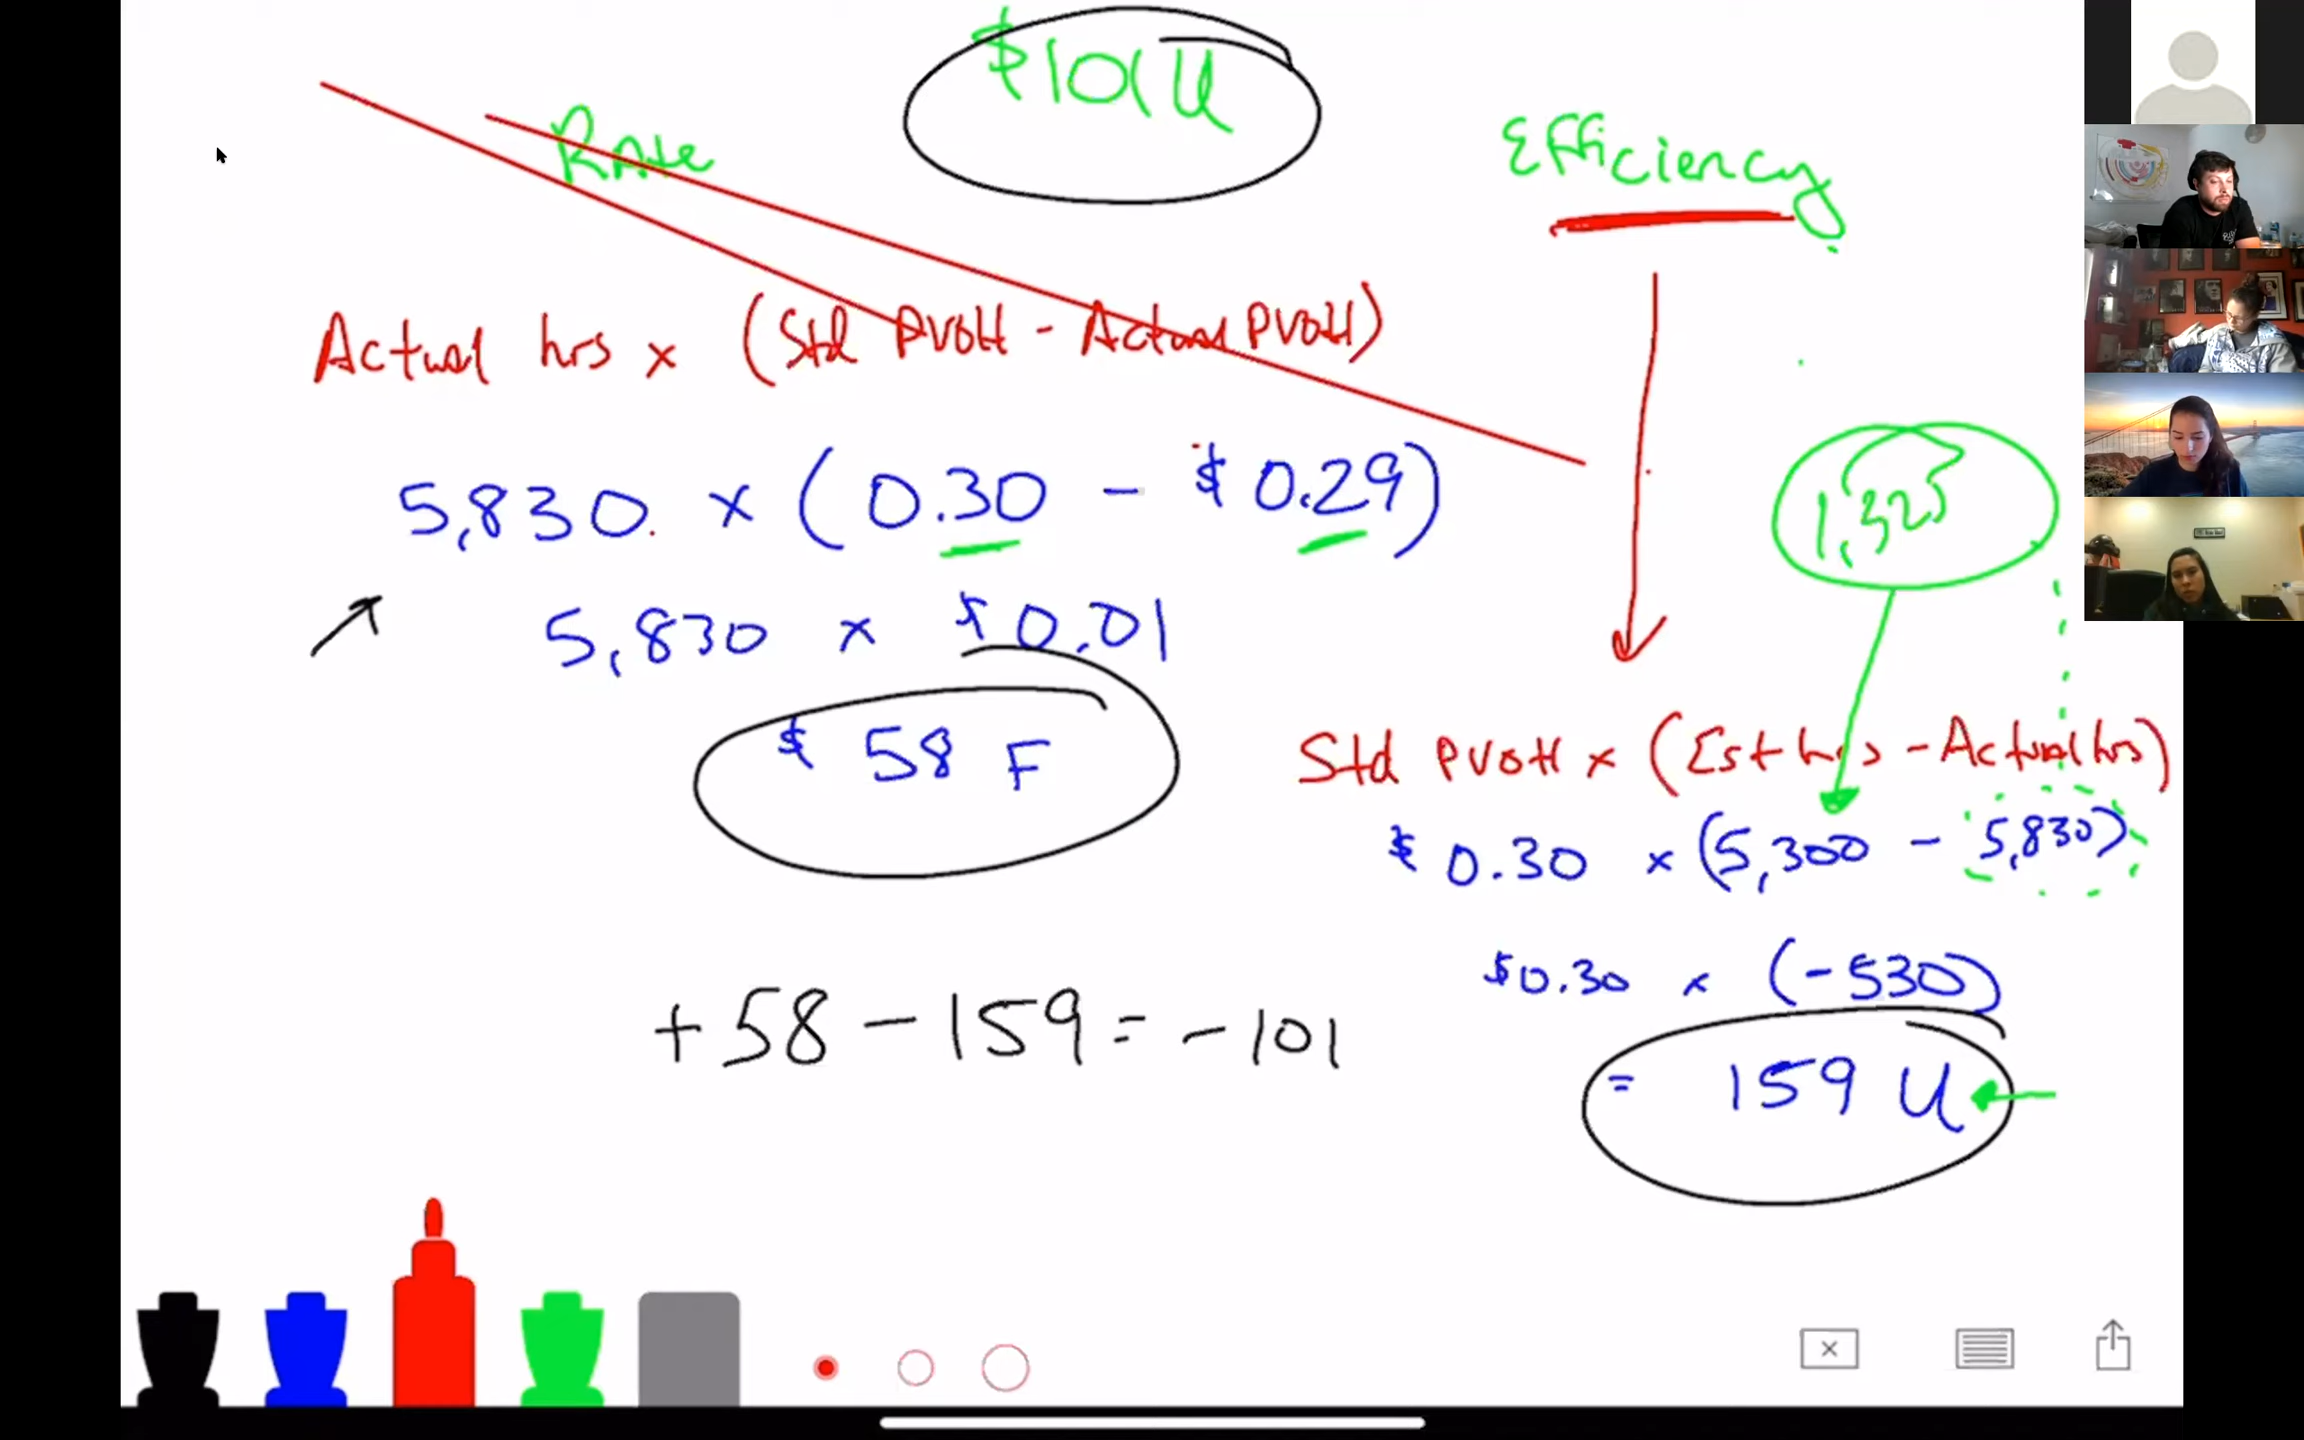 $101 U
Rate
Efficiency
Actual hrs x (Std PVOH - Actual PVOH)
5,830 x (0.30 - $ 0.29)
1,325
5,830 x $0.01
$ 58 F
Std PVOH x (Est hrs - Actual hrs)
$ 0.30 x (5,300 - 5,830)
$0.30 x (-530)
+58 - 159 = -101
= 159 U